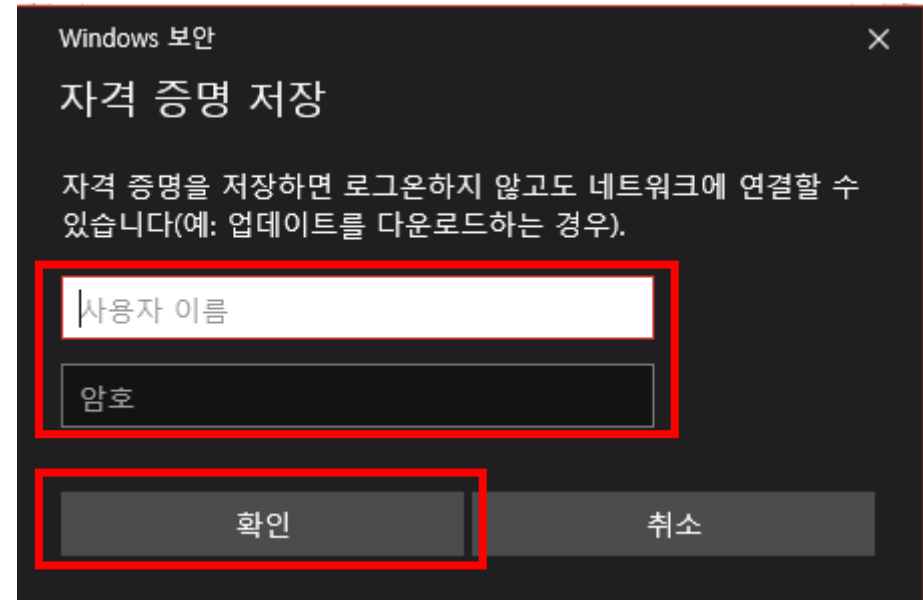 Windows 보안
자격 증명 저장
자격 증명을 저장하면 로그온하지 않고도 네트워크에 연결할 수
있습니다(예: 업데이트를 다운로드하는 경우).
사용자 이름
암호
확인
취소